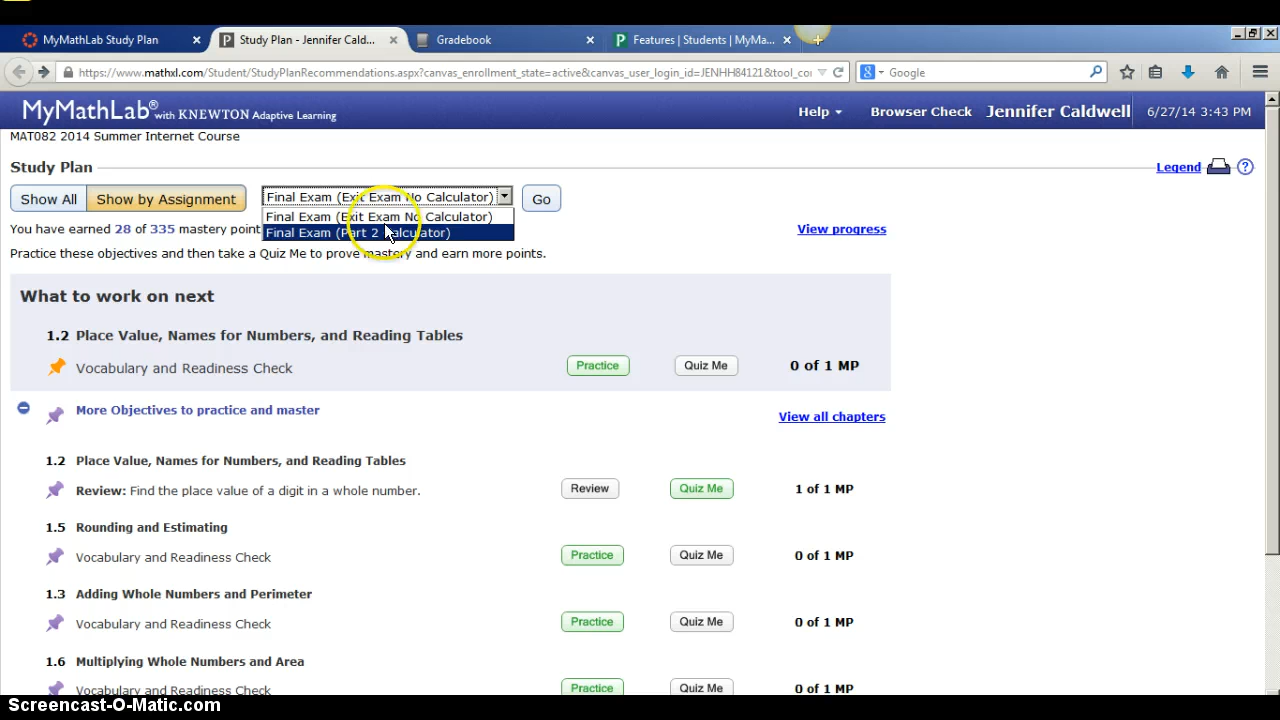 MyMathLab Study Plan
Study Plan - Jennifer Cald...
Gradebook
Features | Students | MyMa...
https://www.mathxl.com/Student/StudyPlanRecommendations.aspx?canvas_enrollment_state=active&canvas_user_login_id=JENHH84121&tool_co
Google
MyMathLab® with KNEWTON Adaptive Learning
Help
Browser Check
Jennifer Caldwell
6/27/14 3:43 PM
MAT082 2014 Summer Internet Course
Study Plan
Legend
Show All
Show by Assignment
Final Exam (Exit Exam No Calculator)
Go
Final Exam (Exit Exam No Calculator)
Final Exam (Part 2 Calculator)
You have earned 28 of 335 mastery point
View progress
Practice these objectives and then take a Quiz Me to prove mastery and earn more points.
What to work on next
1.2 Place Value, Names for Numbers, and Reading Tables
Vocabulary and Readiness Check Practice Quiz Me 0 of 1 MP
More Objectives to practice and master
View all chapters
1.2 Place Value, Names for Numbers, and Reading Tables
Review: Find the place value of a digit in a whole number. Review Quiz Me 1 of 1 MP
1.5 Rounding and Estimating
Vocabulary and Readiness Check Practice Quiz Me 0 of 1 MP
1.3 Adding Whole Numbers and Perimeter
Vocabulary and Readiness Check Practice Quiz Me 0 of 1 MP
1.6 Multiplying Whole Numbers and Area
Vocabulary and Readiness Check Practice Quiz Me 0 of 1 MP
Screencast-O-Matic.com